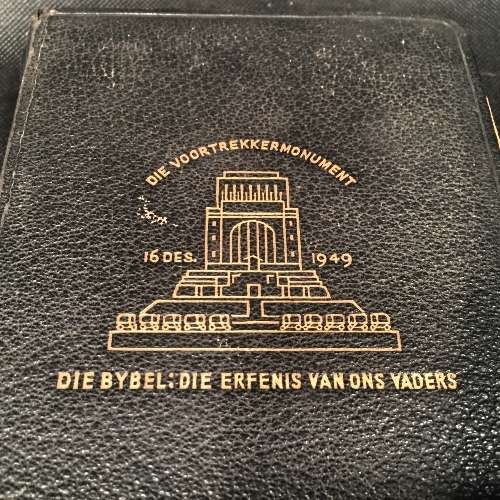 DIE VOORTREKKERMONUMENT
16 DES. 1949
DIE BYBEL: DIE ERFENIS VAN ONS VADERS